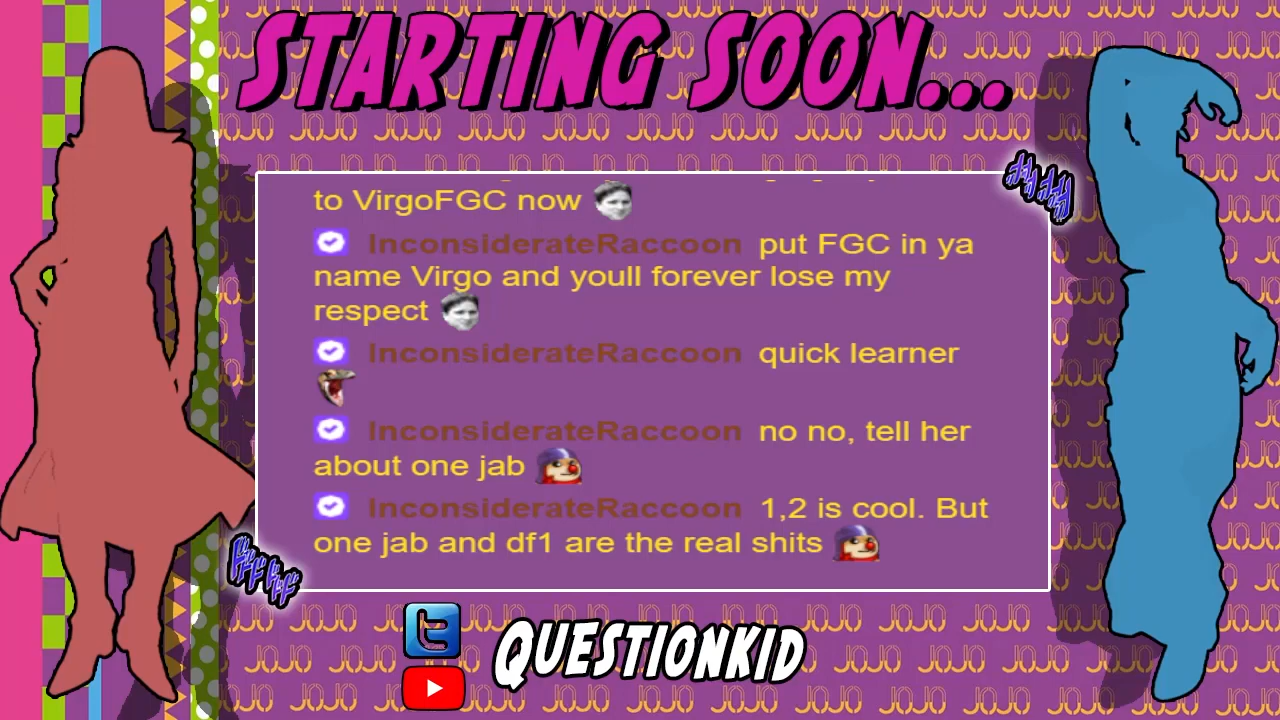 STARTING SOON...
to VirgoFGC now
InconsiderateRaccoon put FGC in ya
name Virgo and youll forever lose my
respect
InconsiderateRaccoon quick learner
InconsiderateRaccoon no no, tell her
about one jab
InconsiderateRaccoon 1,2 is cool. But
one jab and df1 are the real shits
QUESTIONKID